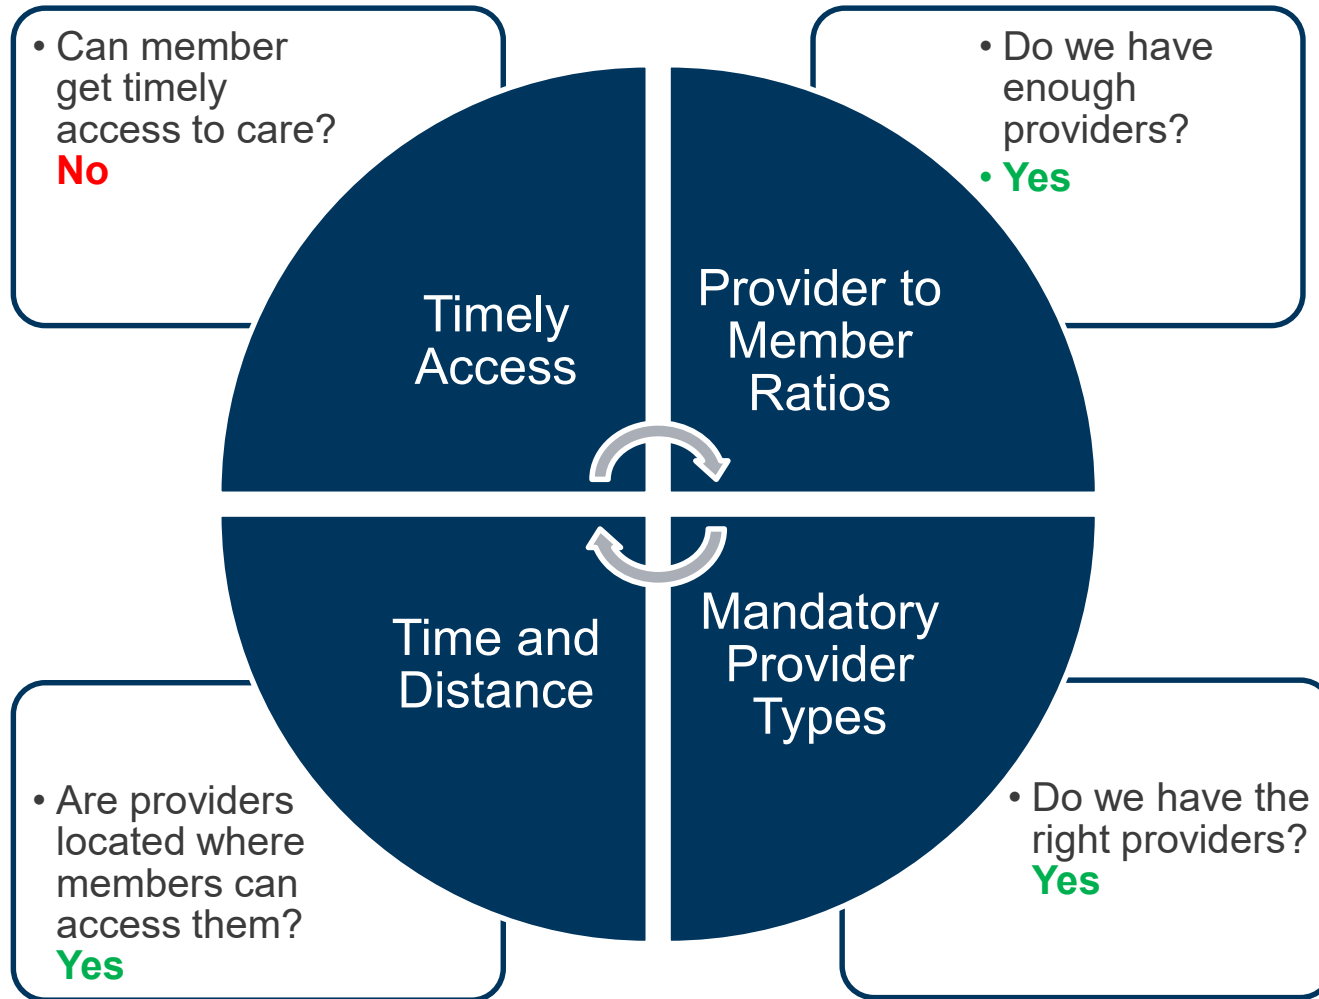 • Can member
get timely
access to care?
No
• Do we have
enough
providers?
• Yes
Timely
Access
Provider to
Member
Ratios
Time and
Distance
Mandatory
Provider
Types
• Are providers
located where
members can
access them?
Yes
• Do we have the
right providers?
Yes